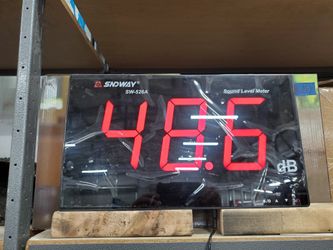 SNDWAY
SW-526A
Sound Level Meter
48.6
dB